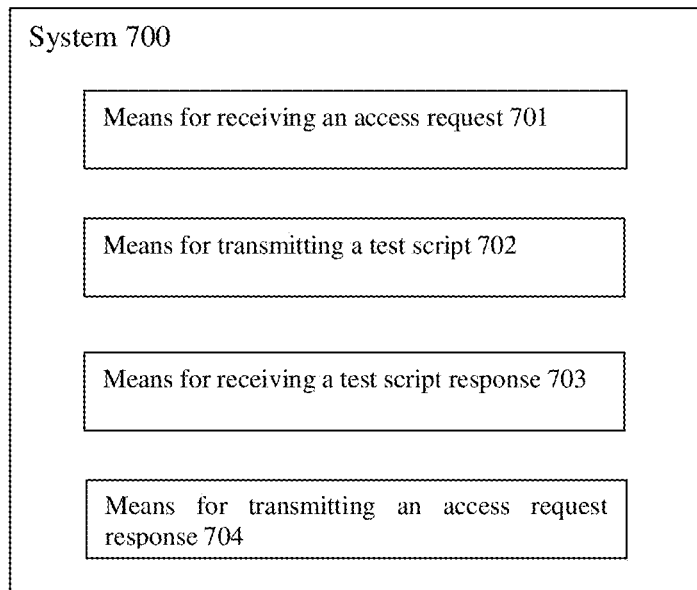 System 700
Means for receiving an access request 701
Means for transmitting a test script 702
Means for receiving a test script response 703
Means for transmitting an access request
response 704